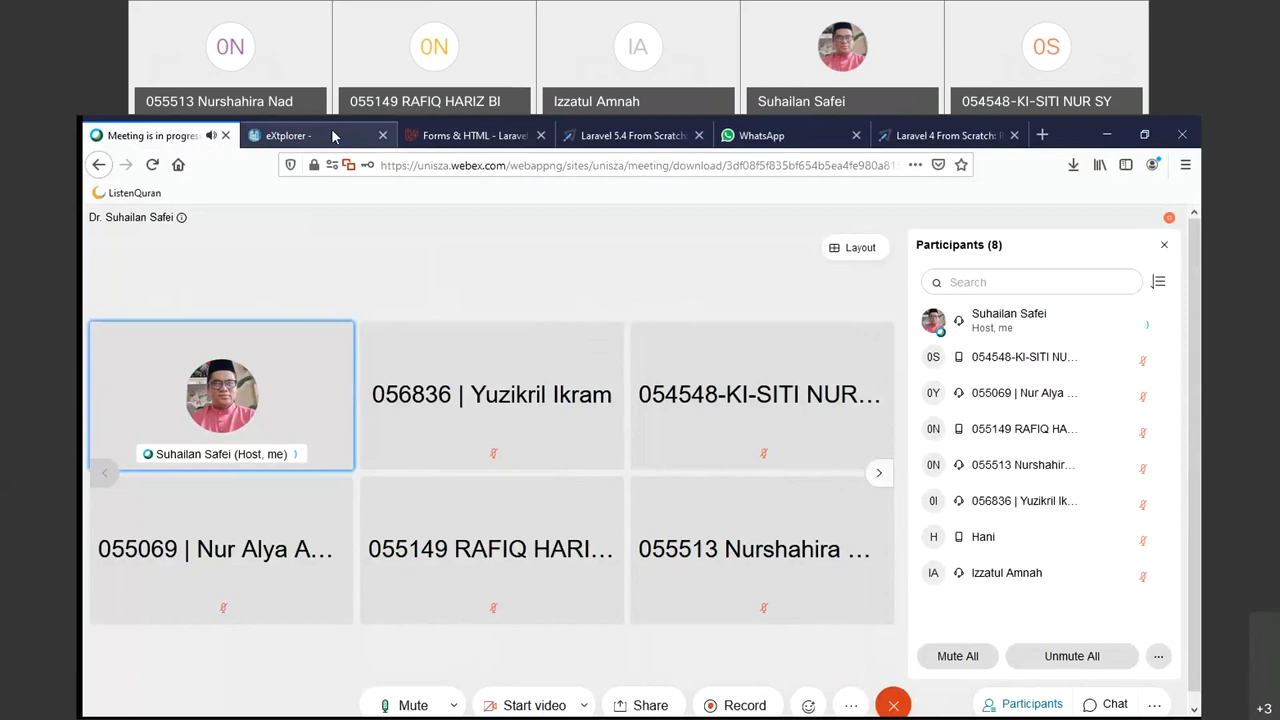 0N
0N
IA
0S
055513 Nurshahira Nad
055149 RAFIQ HARIZ BI
Izzatul Amnah
Suhailan Safei
054548-KI-SITI NUR SY
Meeting is in progres
eXtplorer -
Forms & HTML - Larave
Laravel 5.4 From Scratch:
WhatsApp
Laravel 4 From Scratch: R
https://unisza.webex.com/webappng/sites/unisza/meeting/download/3df08f5f835bf654b5ea4fe980a81
ListenQuran
Dr. Suhailan Safei
Layout
Participants (8)
Search
Suhailan Safei
Host, me
0S 054548-KI-SITI NU...
0Y 055069 | Nur Alya ...
0N 055149 RAFIQ HA...
0N 055513 Nurshahir...
0I 056836 | Yuzikril Ik...
H Hani
IA Izzatul Amnah
Suhailan Safei (Host, me)
056836 | Yuzikril Ikram
054548-KI-SITI NUR...
055069 | Nur Alya A...
055149 RAFIQ HARI...
055513 Nurshahira ...
Mute All
Unmute All
Mute
Start video
Share
Record
Participants
Chat
+3